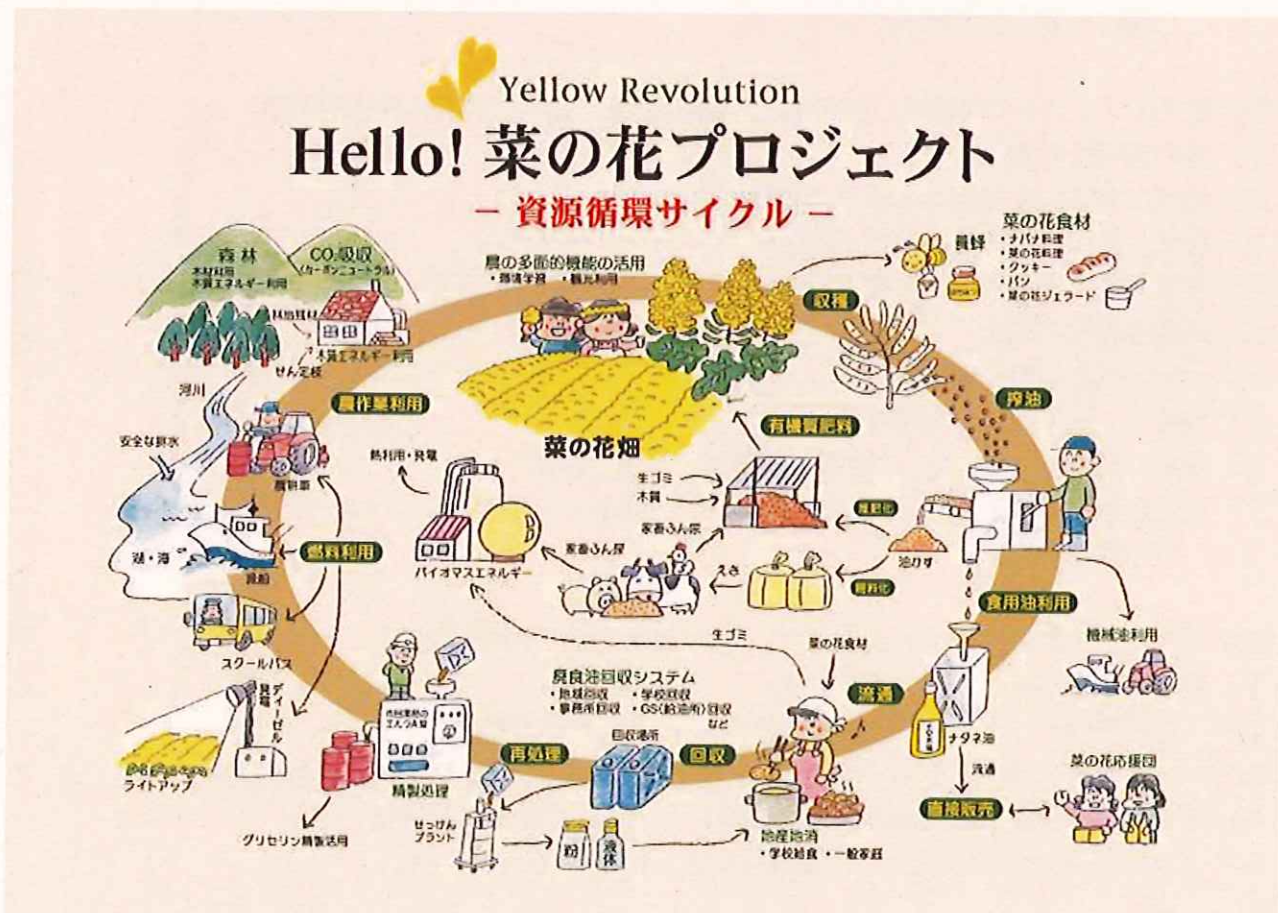 Yellow Revolution
Hello! 菜の花プロジェクト
− 資源循環サイクル −
森林
木材利用
木質エネルギー利用
CO₂吸収
(カーボンニュートラル)
林地残材
木質エネルギー利用
せん定枝
農の多面的機能の活用
・環境学習 ・観光利用
収穫
養蜂
菜の花食材
・ナバナ料理
・菜の花料理
・クッキー
・パン
・菜の花ジェラード
河川
農作業利用
安全な排水
農耕車
菜の花畑
有機質肥料
搾油
熱利用・発電
生ゴミ
木質
家畜ふん尿
堆肥化
油かす
湖・海
漁船
燃料利用
バイオマスエネルギー
家畜ふん尿
えさ
飼料化
食用油利用
機械油利用
スクールバス
生ゴミ
菜の花食材
廃食油回収システム
・地域回収 ・学校回収
・事務所回収 ・GS(給油所)回収
など
流通
ナタネ油
流通
ディーゼル
発電
ライトアップ
精製処理
再処理
回収場所
回収
直接販売
菜の花応援団
グリセリン精製活用
せっけん
プラント
粉
液体
地産地消
・学校給食 ・一般家庭